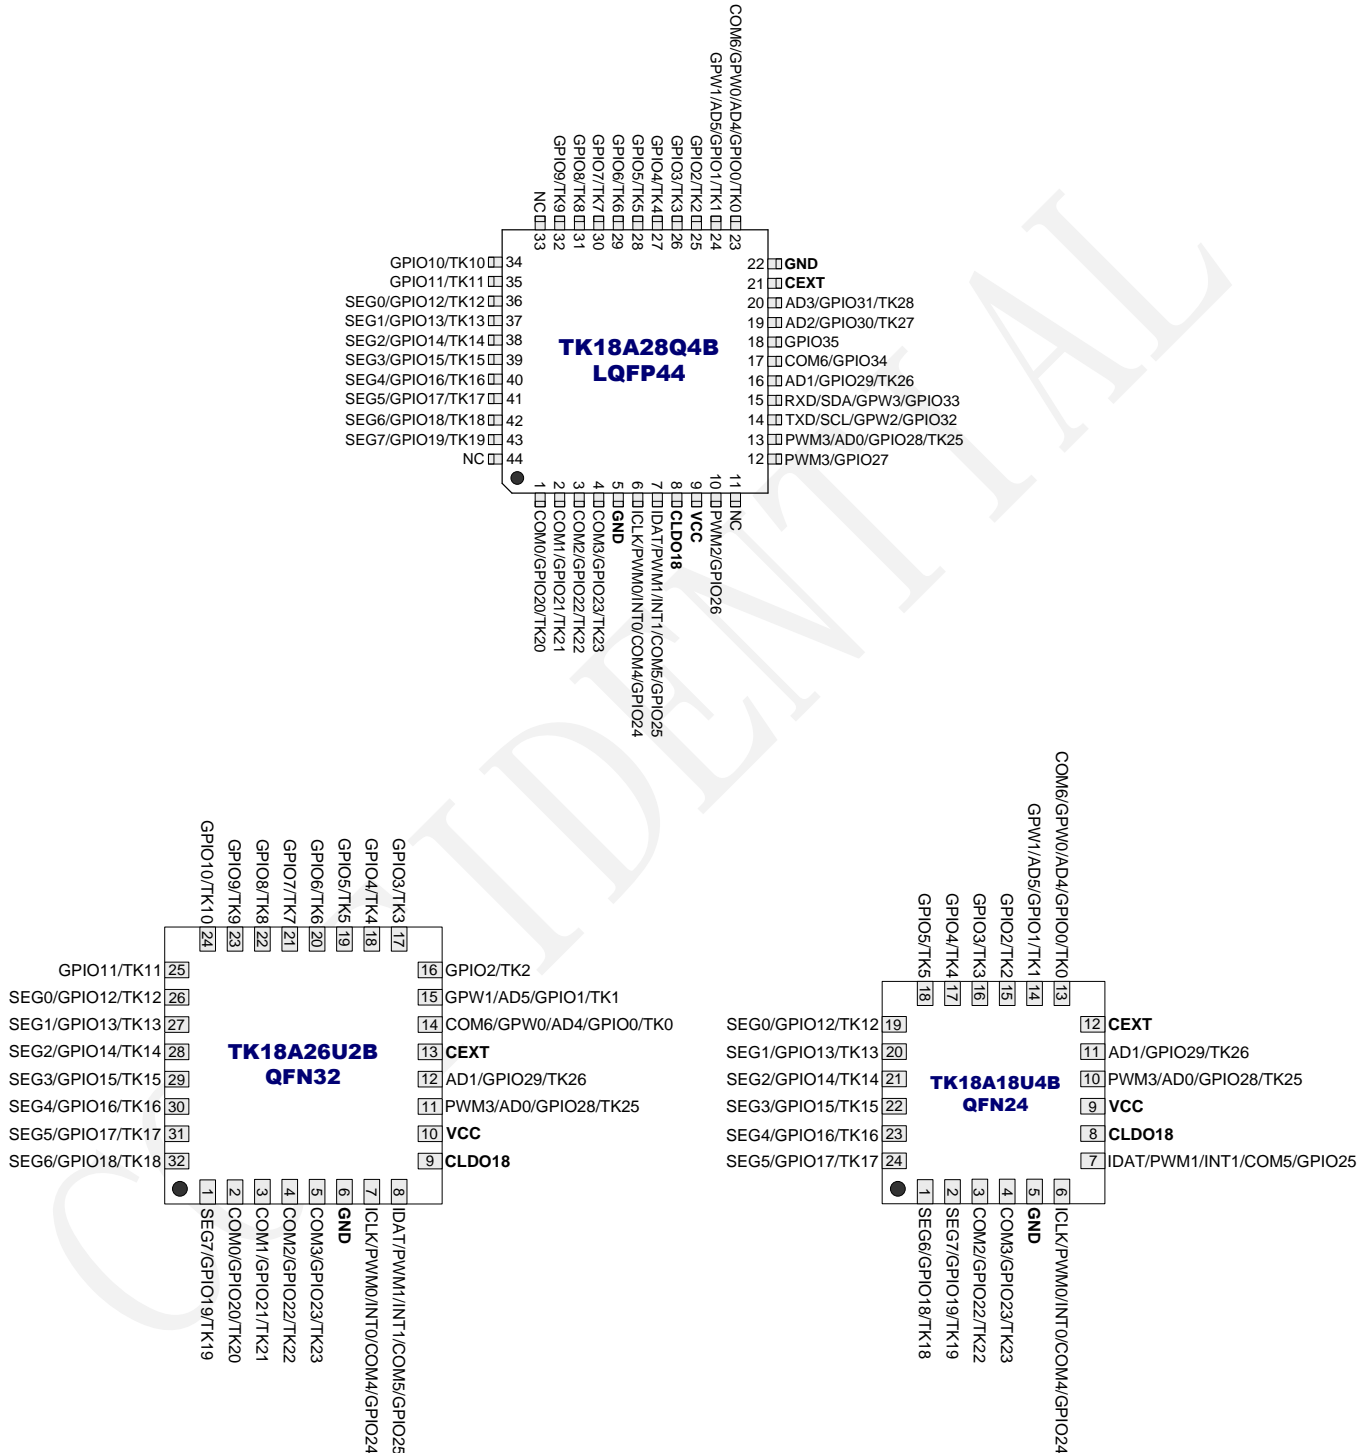 COM6/GPW0/AD4/GPIO0/TK0
GPW1/AD5/GPIO1/TK1
GPIO2/TK2
GPIO3/TK3
GPIO4/TK4
GPIO5/TK5
GPIO6/TK6
GPIO7/TK7
GPIO8/TK8
GPIO9/TK9
NC
33 32 31 30 29 28 27 26 25 24 23
GPIO10/TK10 34
GPIO11/TK11 35
SEG0/GPIO12/TK12 36
SEG1/GPIO13/TK13 37
SEG2/GPIO14/TK14 38
SEG3/GPIO15/TK15 39
SEG4/GPIO16/TK16 40
SEG5/GPIO17/TK17 41
SEG6/GPIO18/TK18 42
SEG7/GPIO19/TK19 43
NC 44
TK18A28Q4B
LQFP44
22 GND
21 CEXT
20 AD3/GPIO31/TK28
19 AD2/GPIO30/TK27
18 GPIO35
17 COM6/GPIO34
16 AD1/GPIO29/TK26
15 RXD/SDA/GPW3/GPIO33
14 TXD/SCL/GPW2/GPIO32
13 PWM3/AD0/GPIO28/TK25
12 PWM3/GPIO27
1 COM0/GPIO20/TK20
2 COM1/GPIO21/TK21
3 COM2/GPIO22/TK22
4 COM3/GPIO23/TK23
5 GND
6 ICLK/PWM0/INT0/COM4/GPIO24
7 IDAT/PWM1/INT1/COM5/GPIO25
8 CLDO18
9 VCC
10 PWM2/GPIO26
11 NC
GPIO10/TK10 24
GPIO9/TK9 23
GPIO8/TK8 22
GPIO7/TK7 21
GPIO6/TK6 20
GPIO5/TK5 19
GPIO4/TK4 18
GPIO3/TK3 17
GPIO11/TK11 25
SEG0/GPIO12/TK12 26
SEG1/GPIO13/TK13 27
SEG2/GPIO14/TK14 28
SEG3/GPIO15/TK15 29
SEG4/GPIO16/TK16 30
SEG5/GPIO17/TK17 31
SEG6/GPIO18/TK18 32
TK18A26U2B
QFN32
16 GPIO2/TK2
15 GPW1/AD5/GPIO1/TK1
14 COM6/GPW0/AD4/GPIO0/TK0
13 CEXT
12 AD1/GPIO29/TK26
11 PWM3/AD0/GPIO28/TK25
10 VCC
9 CLDO18
1 SEG7/GPIO19/TK19
2 COM0/GPIO20/TK20
3 COM1/GPIO21/TK21
4 COM2/GPIO22/TK22
5 COM3/GPIO23/TK23
6 GND
7 ICLK/PWM0/INT0/COM4/GPIO24
8 IDAT/PWM1/INT1/COM5/GPIO25
GPIO5/TK5 18
GPIO4/TK4 17
GPIO3/TK3 16
GPIO2/TK2 15
GPW1/AD5/GPIO1/TK1 14
COM6/GPW0/AD4/GPIO0/TK0 13
SEG0/GPIO12/TK12 19
SEG1/GPIO13/TK13 20
SEG2/GPIO14/TK14 21
SEG3/GPIO15/TK15 22
SEG4/GPIO16/TK16 23
SEG5/GPIO17/TK17 24
TK18A18U4B
QFN24
12 CEXT
11 AD1/GPIO29/TK26
10 PWM3/AD0/GPIO28/TK25
9 VCC
8 CLDO18
7 IDAT/PWM1/INT1/COM5/GPIO25
1 SEG6/GPIO18/TK18
2 SEG7/GPIO19/TK19
3 COM2/GPIO22/TK22
4 COM3/GPIO23/TK23
5 GND
6 ICLK/PWM0/INT0/COM4/GPIO24